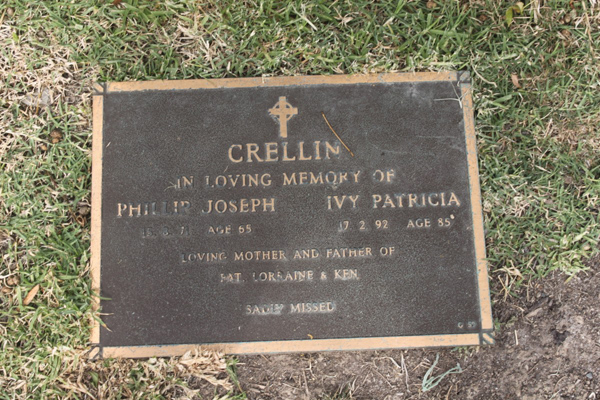 CRELLIN
IN LOVING MEMORY OF
PHILLIP JOSEPH IVY PATRICIA
AGE 65 17. 2. 92 AGE 85
LOVING MOTHER AND FATHER OF
PAT, LORRAINE & KEN
SADLY MISSED